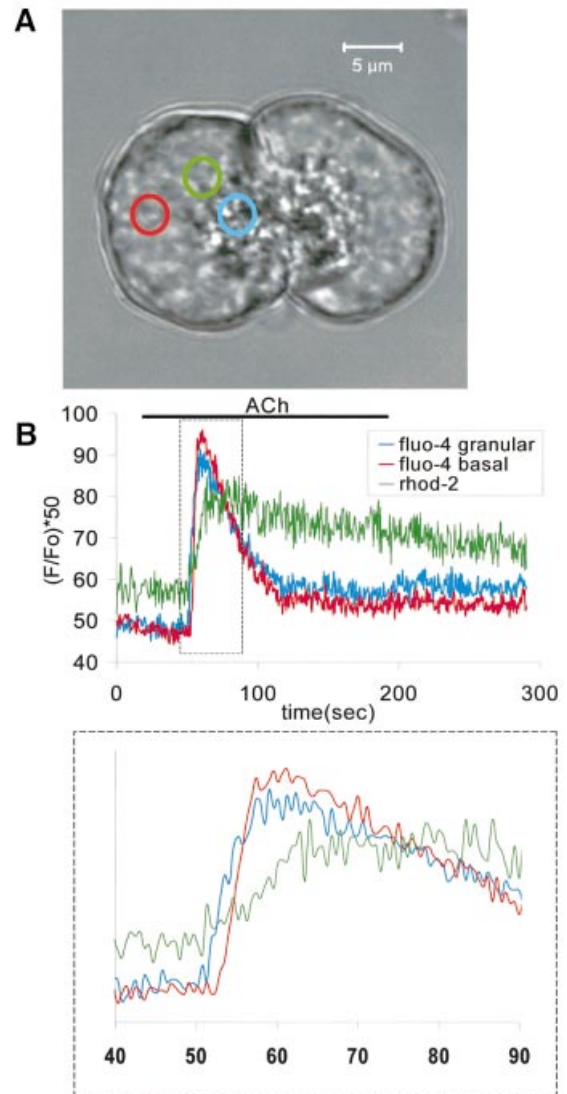 A
5 µm
B
ACh
100
90
80
70
60
50
40
(F/Fo)*50
fluo-4 granular
fluo-4 basal
rhod-2
0 100 200 300
time(sec)
40 50 60 70 80 90